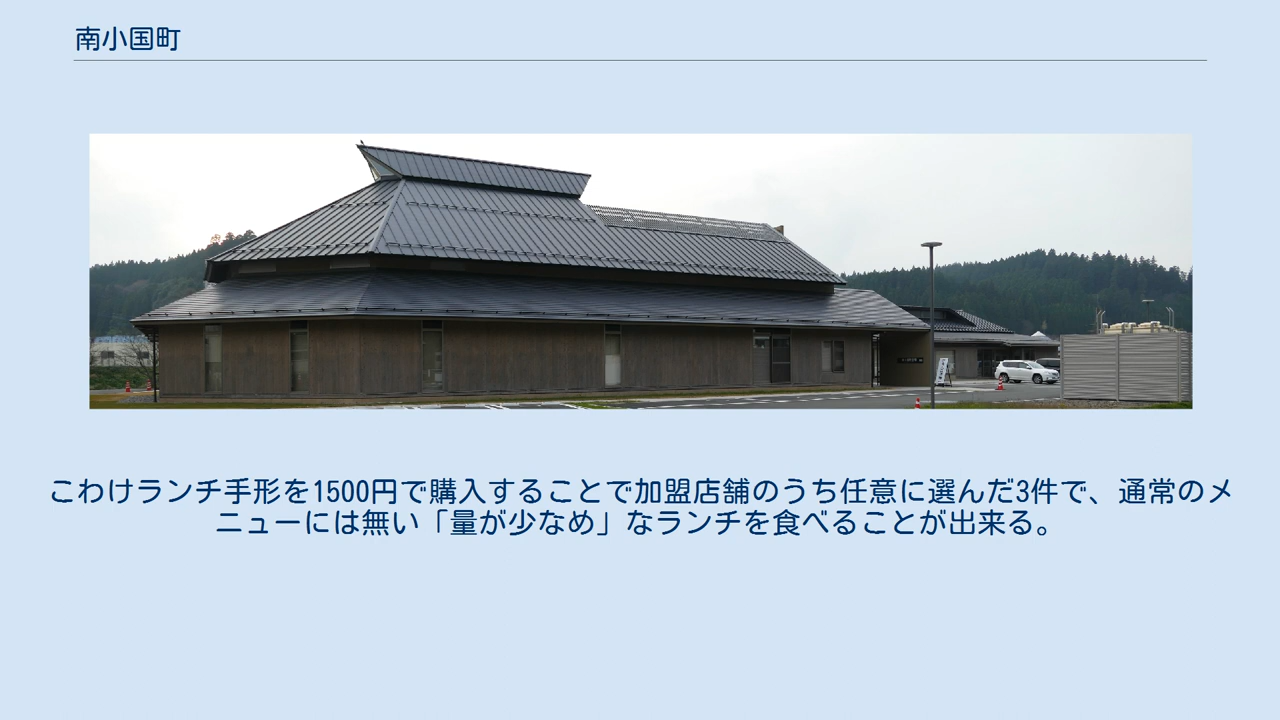 南小国町
こわけランチ手形を1500円で購入することで加盟店舗のうち任意に選んだ3件で、通常のメ
ニューには無い「量が少なめ」なランチを食べることが出来る。